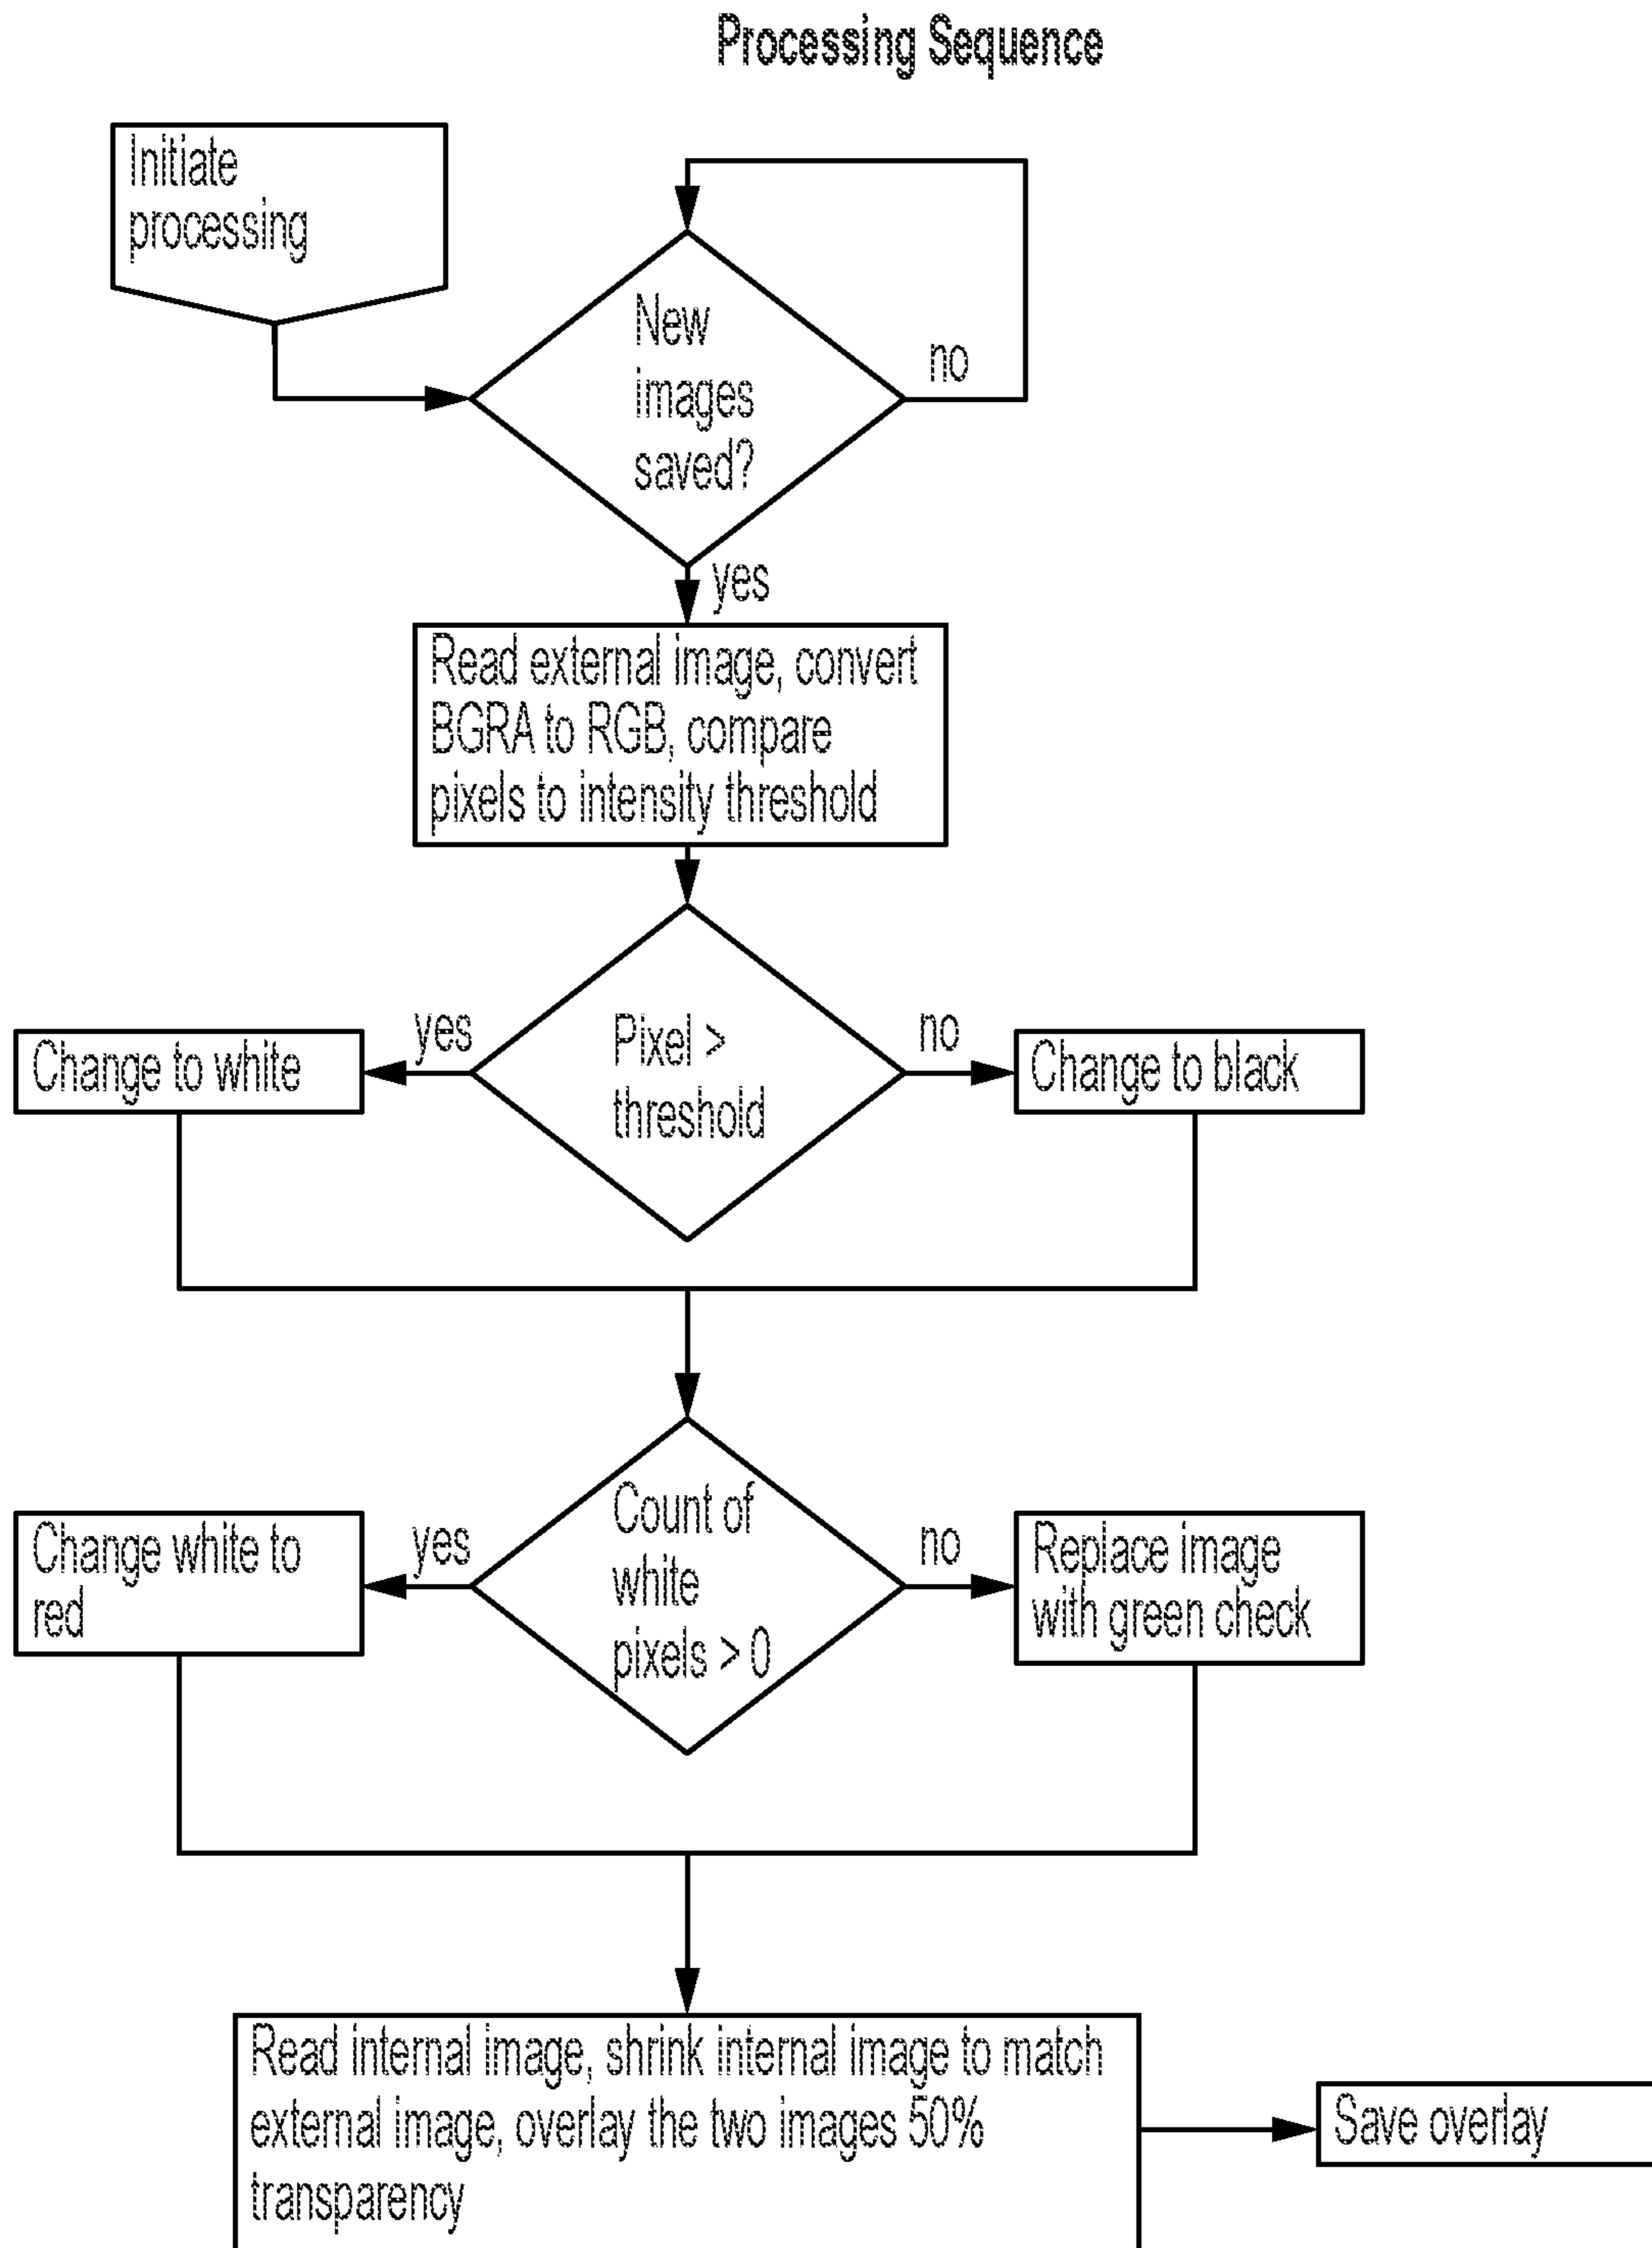 Processing Sequence
Initiate
processing
New
images
saved?
no
yes
Read external image, convert
BGRA to RGB, compare
pixels to intensity threshold
yes
Pixel >
threshold
no
Change to white
Change to black
Count of
white
pixels > 0
yes
no
Change white to
red
Replace image
with green check
Read internal image, shrink internal image to match
external image, overlay the two images 50%
transparency
Save overlay